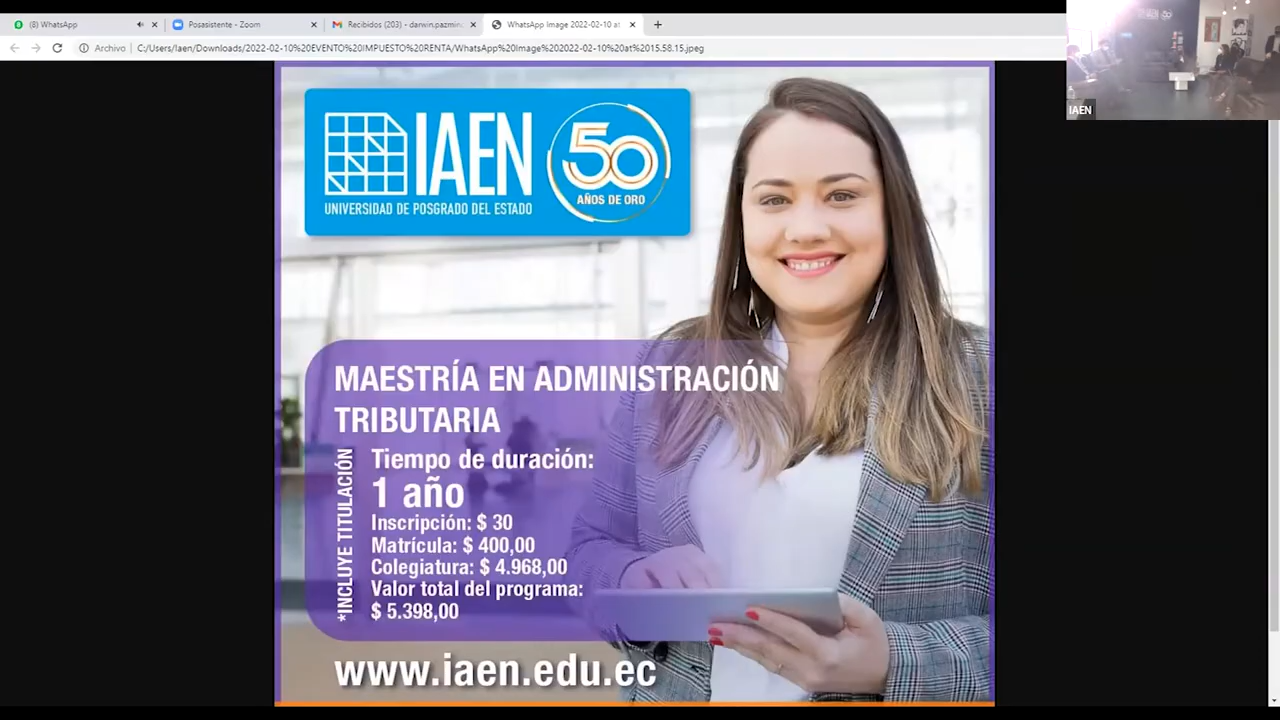 (8) WhatsApp
Posasistente - Zoom
Recibidos (203) - darwin.pazmin
WhatsApp Image 2022-02-10 at
Archivo
C:/Users/Iaen/Downloads/2022-02-10%20EVENTO%20IMPUESTO%20RENTA/WhatsApp%20Image%202022-02-10%20at%2015.58.15.jpeg
IAEN
IAEN
UNIVERSIDAD DE POSGRADO DEL ESTADO
50
AÑOS DE ORO
MAESTRÍA EN ADMINISTRACIÓN
TRIBUTARIA
*INCLUYE TITULACIÓN
Tiempo de duración:
1 año
Inscripción: $ 30
Matrícula: $ 400,00
Colegiatura: $ 4.968,00
Valor total del programa:
$ 5.398,00
www.iaen.edu.ec